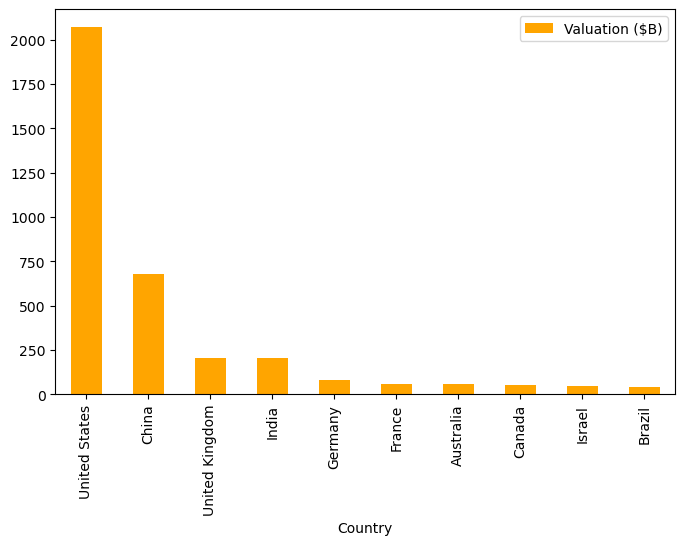 Valuation ($B)
2000
1750
1500
1250
1000
750
500
250
0
United States
China
United Kingdom
India
Germany
France
Australia
Canada
Israel
Brazil
Country